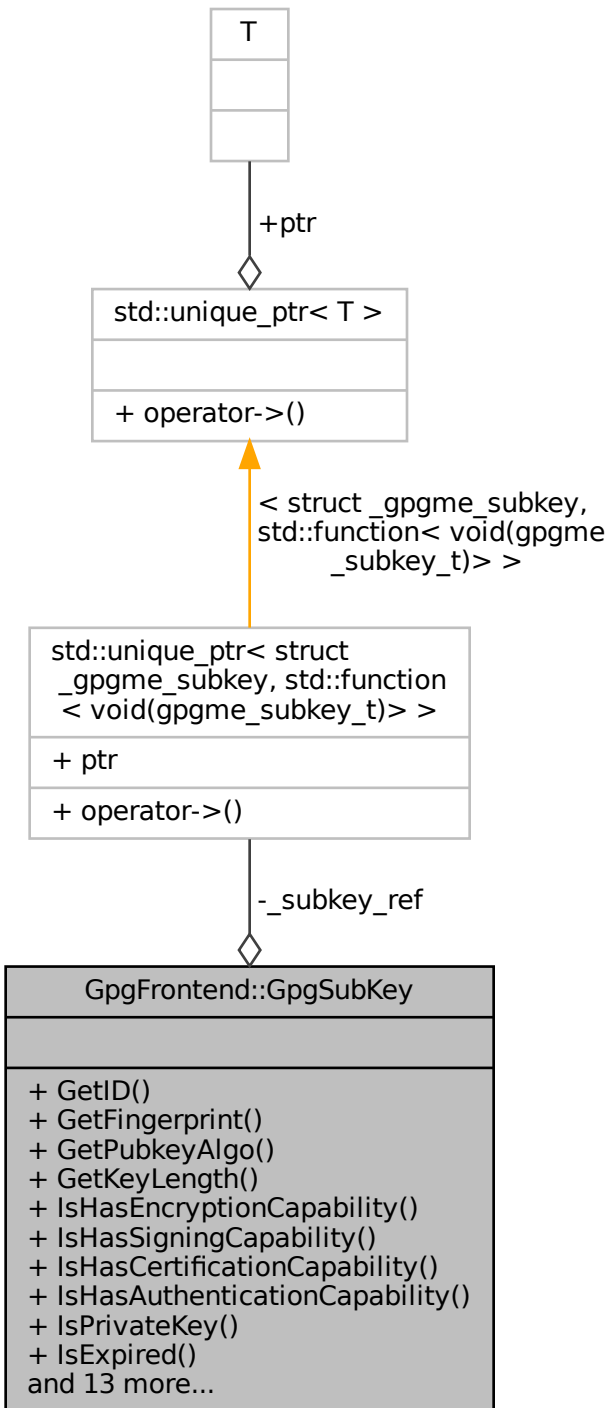 T
+ptr
std::unique_ptr< T >
+ operator->()
< struct _gpgme_subkey,
std::function< void(gpgme
_subkey_t)> >
std::unique_ptr< struct
_gpgme_subkey, std::function
< void(gpgme_subkey_t)> >
+ ptr
+ operator->()
-_subkey_ref
GpgFrontend::GpgSubKey
+ GetID()
+ GetFingerprint()
+ GetPubkeyAlgo()
+ GetKeyLength()
+ IsHasEncryptionCapability()
+ IsHasSigningCapability()
+ IsHasCertificationCapability()
+ IsHasAuthenticationCapability()
+ IsPrivateKey()
+ IsExpired()
and 13 more...